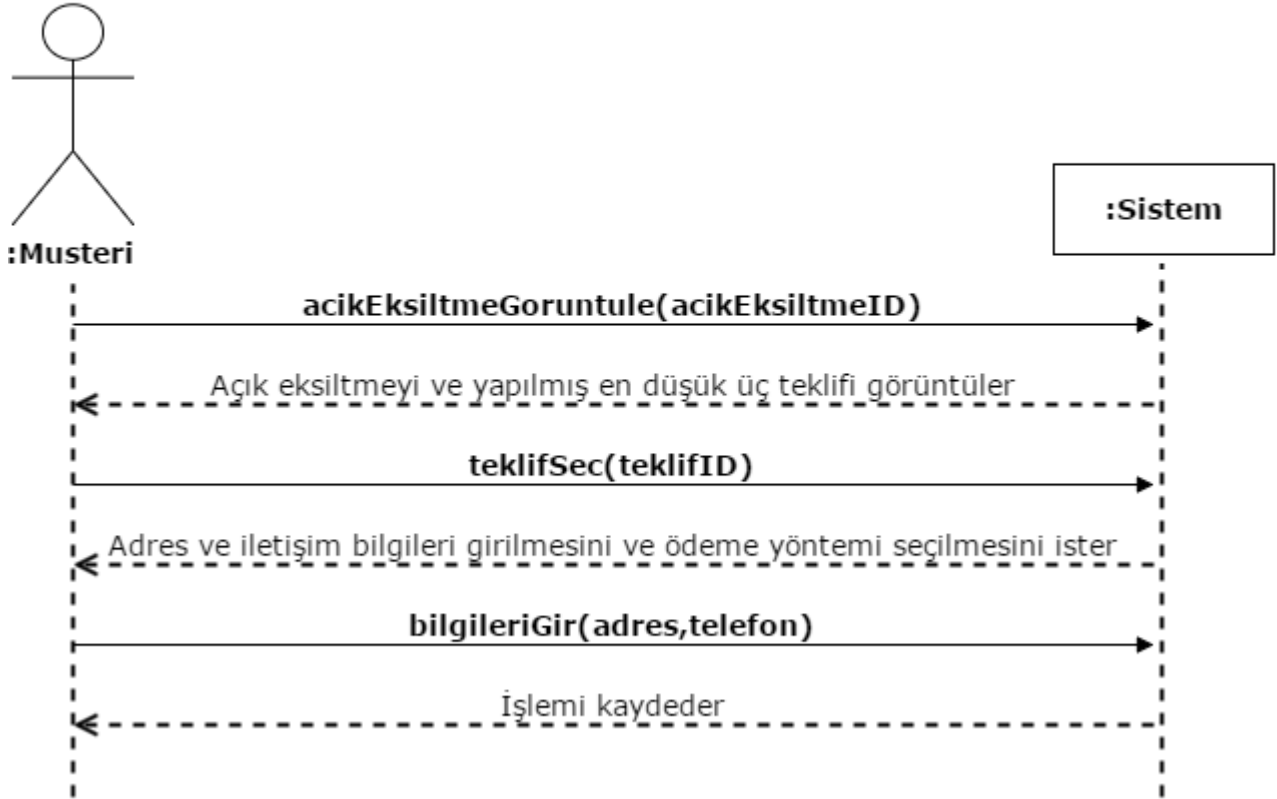 :Musteri
:Sistem
acikEksiltmeGoruntule(acikEksiltmeID)
Açık eksiltmeyi ve yapılmış en düşük üç teklifi görüntüler
teklifSec(teklifID)
Adres ve iletişim bilgileri girilmesini ve ödeme yöntemi seçilmesini ister
bilgileriGir(adres,telefon)
İşlemi kaydeder